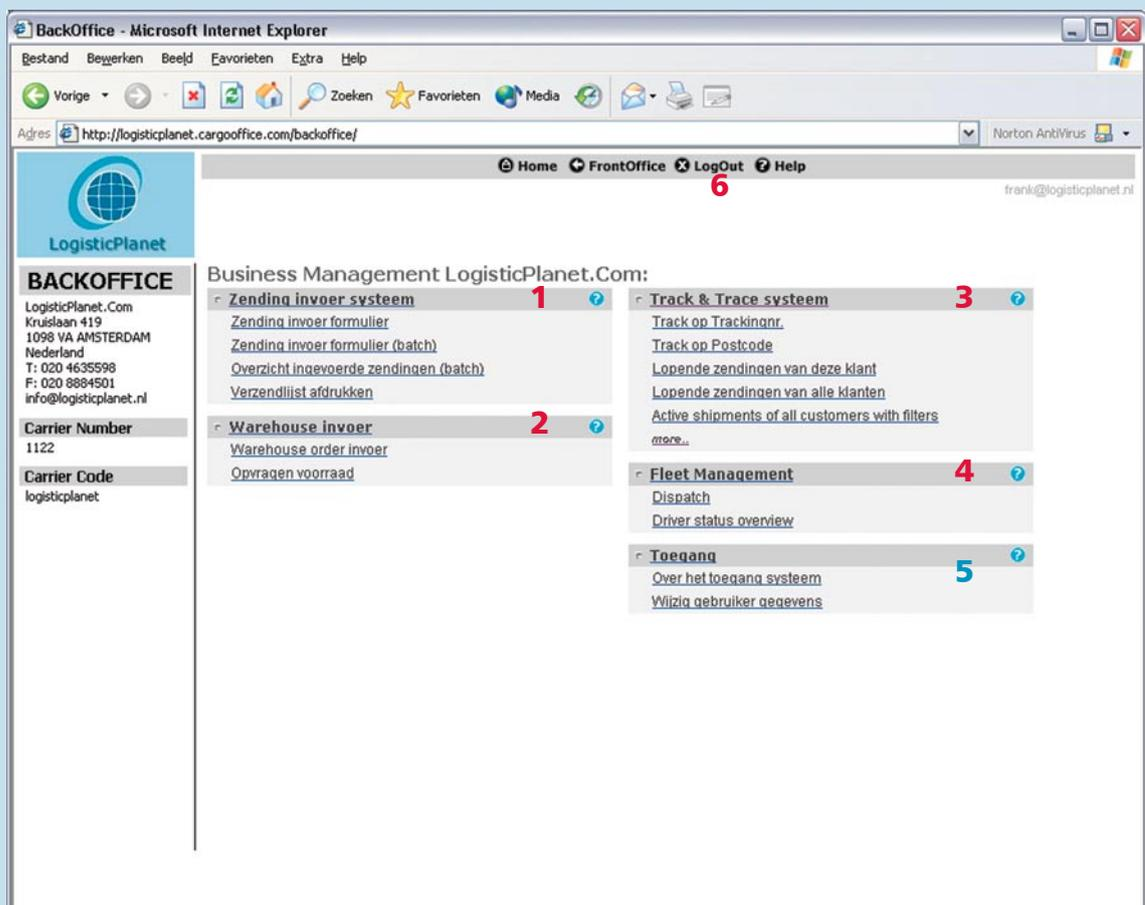 BackOffice - Microsoft Internet Explorer
Bestand Bewerken Beeld Favorieten Extra Help
Vorige Zoeken Favorieten Media
Adres http://logisticplanet.cargooffice.com/backoffice/ Norton AntiVirus
Home FrontOffice LogOut Help
6
frank@logisticplanet.nl
LogisticPlanet
BACKOFFICE
LogisticPlanet.Com
Kruislaan 419
1098 VA AMSTERDAM
Nederland
T: 020 4635598
F: 020 8884501
info@logisticplanet.nl
Carrier Number
1122
Carrier Code
logisticplanet
Business Management LogisticPlanet.Com:
Zending invoer systeem 1 ?
Zending invoer formulier
Zending invoer formulier (batch)
Overzicht ingevoerde zendingen (batch)
Verzendlijst afdrukken
Warehouse invoer 2 ?
Warehouse order invoer
Opvragen voorraad
Track & Trace systeem 3 ?
Track op Trackingnr.
Track op Postcode
Lopende zendingen van deze klant
Lopende zendingen van alle klanten
Active shipments of all customers with filters
more..
Fleet Management 4 ?
Dispatch
Driver status overview
Toegang ?
5
Over het toegang systeem
Wijzig gebruiker gegevens